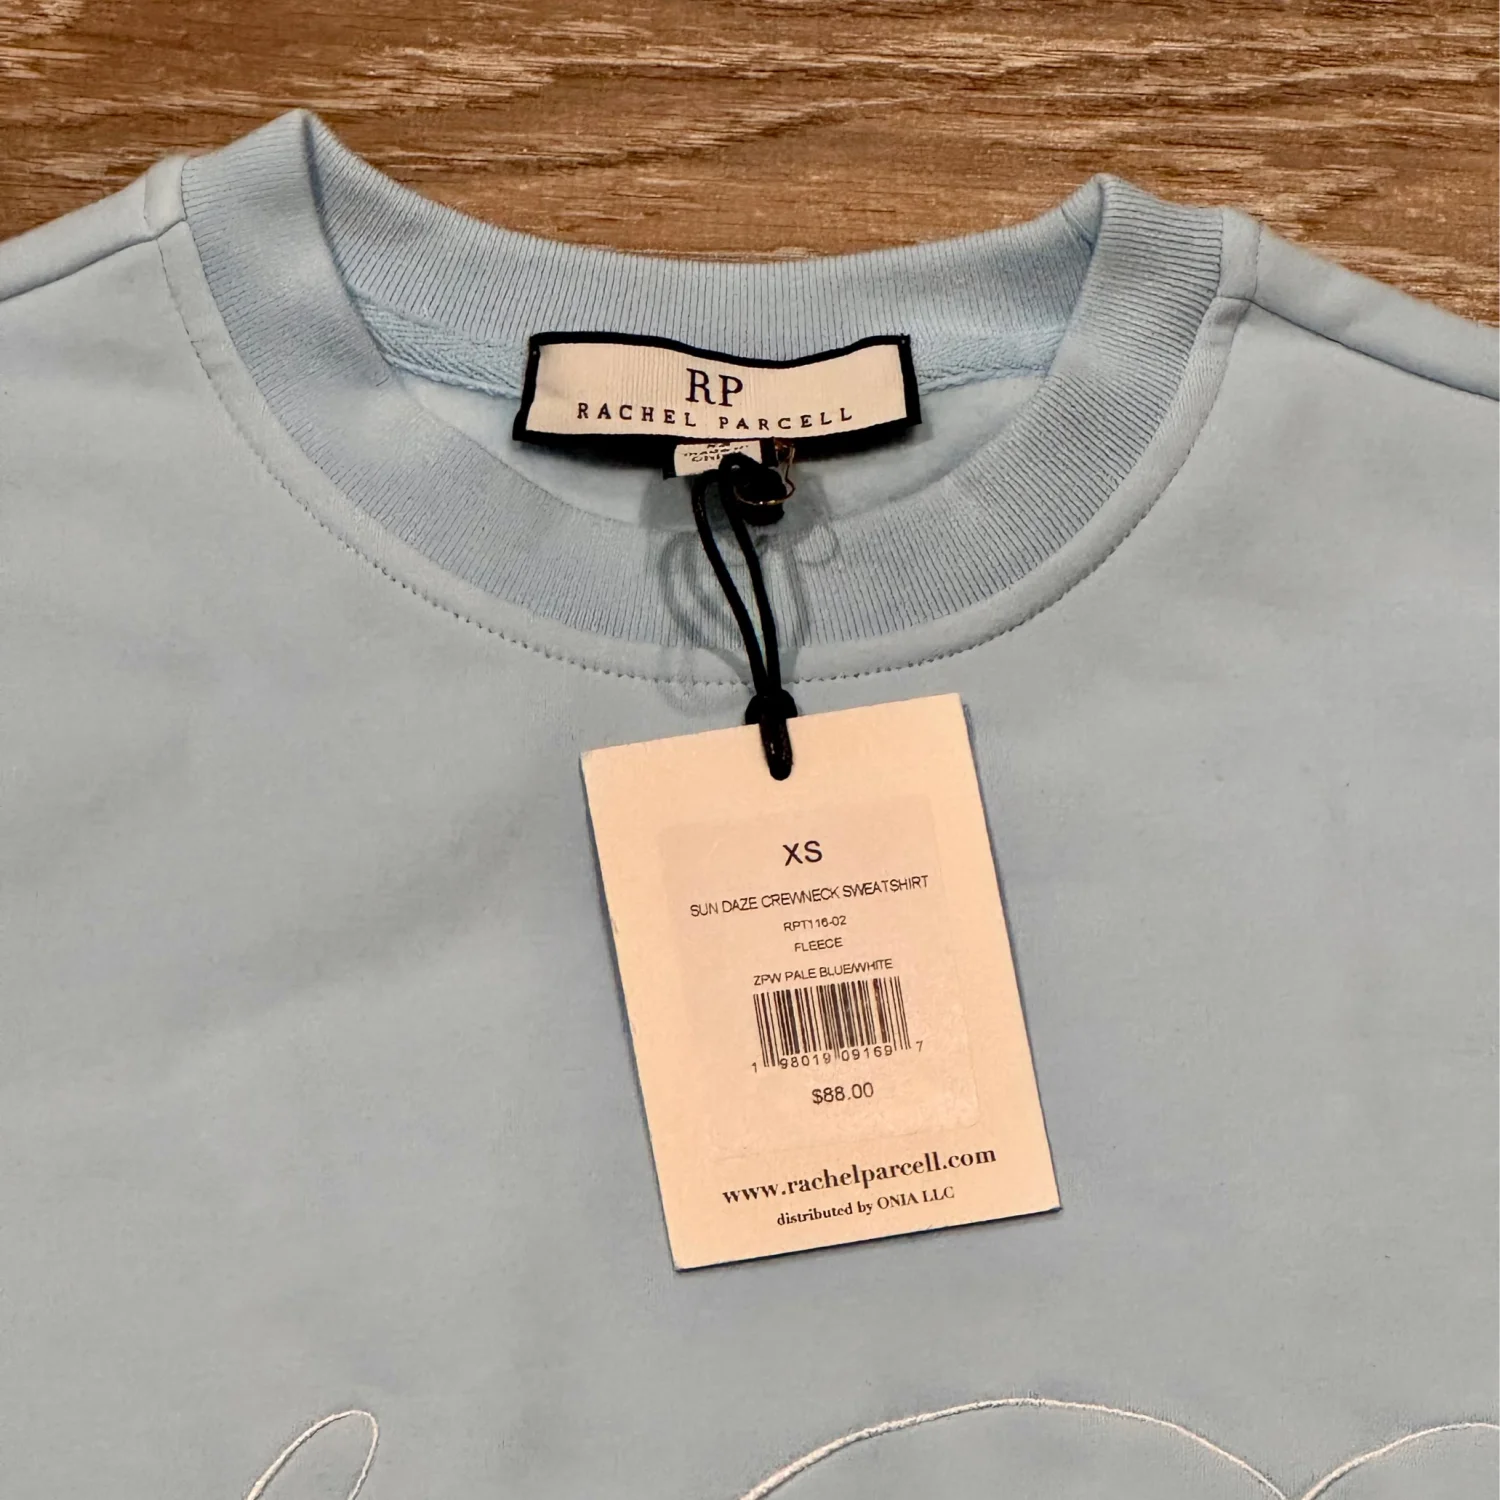 RP
RACHEL PARCELL
XS
SUN DAZE CREWNECK SWEATSHIRT
RPT116-02
FLEECE
ZPW PALE BLUE/WHITE
1 98019 09169 7
$88.00
www.rachelparcell.com
distributed by ONIA LLC